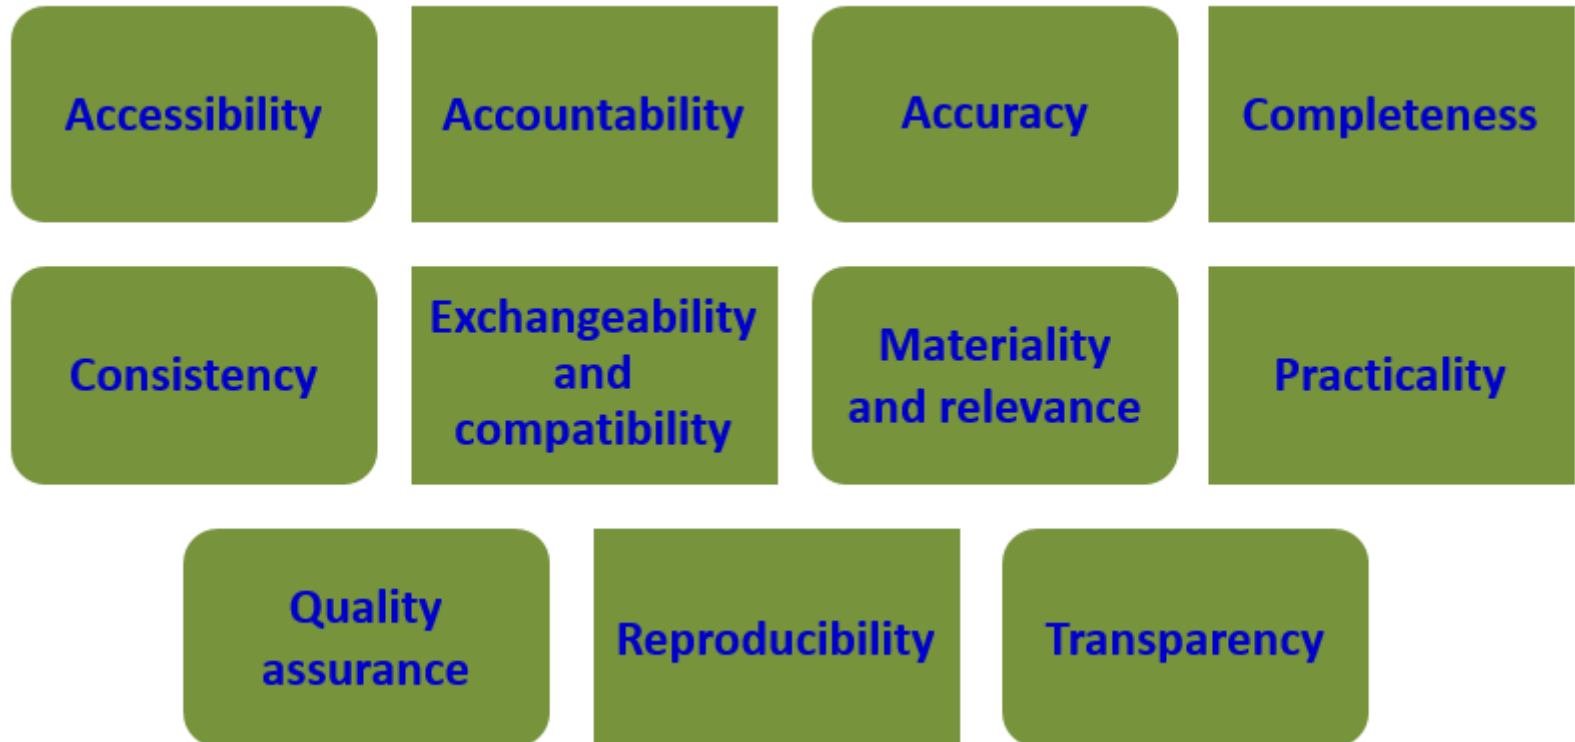 Accessibility
Accountability
Accuracy
Completeness
Consistency
Exchangeability
and
compatibility
Materiality
and relevance
Practicality
Quality
assurance
Reproducibility
Transparency